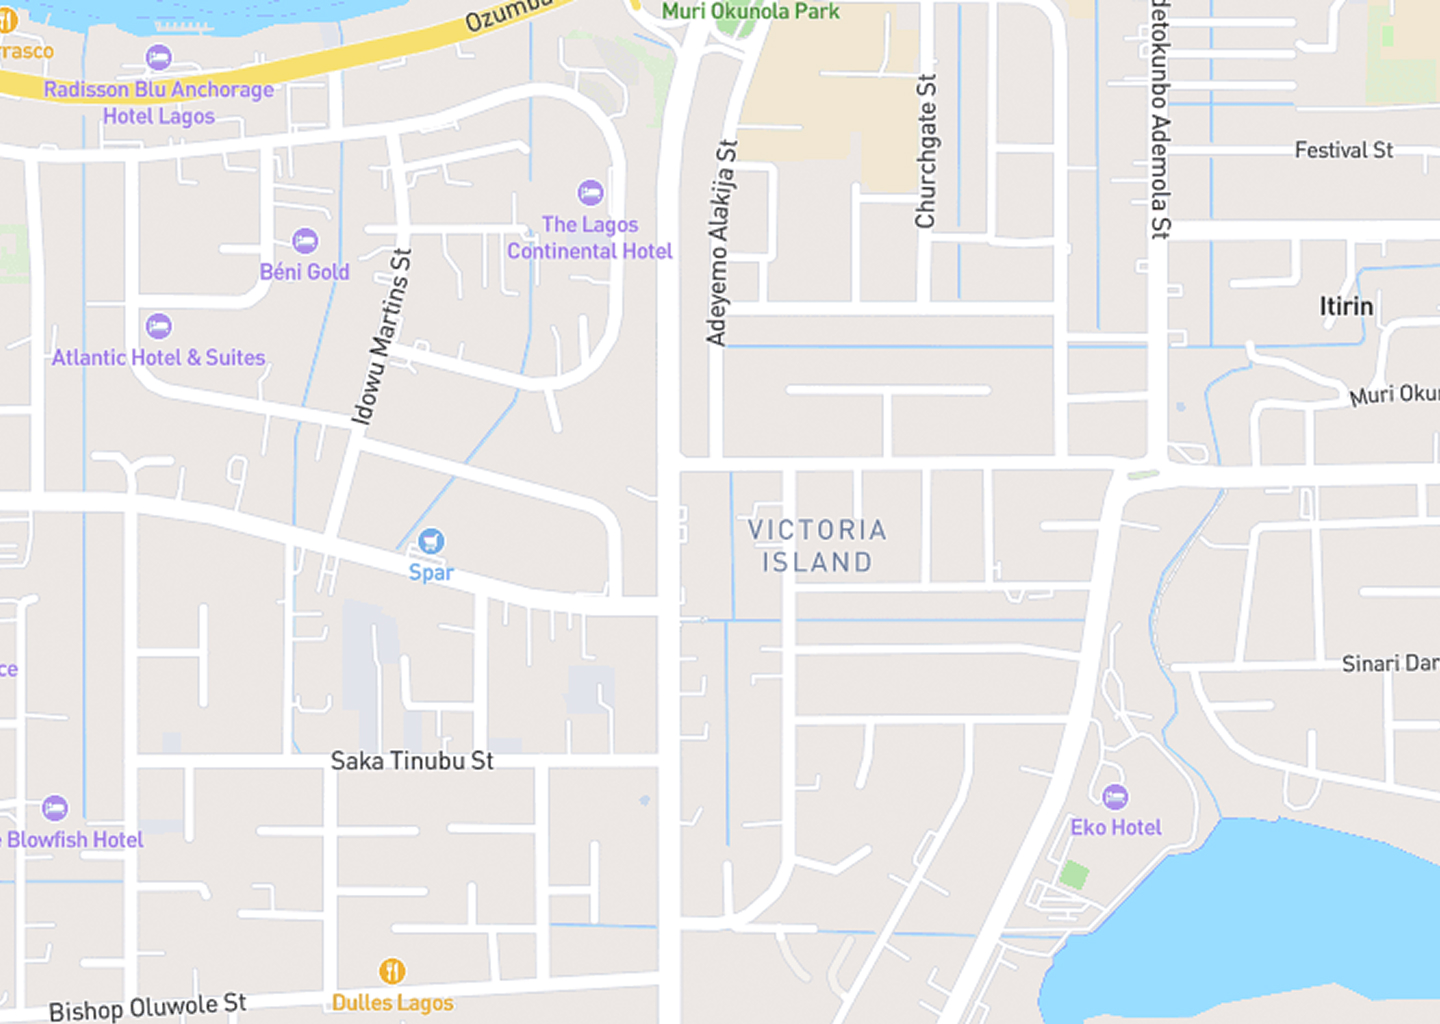 Ozumba
Muri Okunola Park
rrasco
Radisson Blu Anchorage
Hotel Lagos
Churchgate St
detokunbo Ademola St
Festival St
Adeyemo Alakija St
The Lagos
Continental Hotel
Béni Gold
Idowu Martins St
Itirin
Atlantic Hotel & Suites
Muri Oku
VICTORIA
ISLAND
Spar
ce
Sinari Dar
Saka Tinubu St
e Blowfish Hotel
Eko Hotel
Bishop Oluwole St
Dulles Lagos